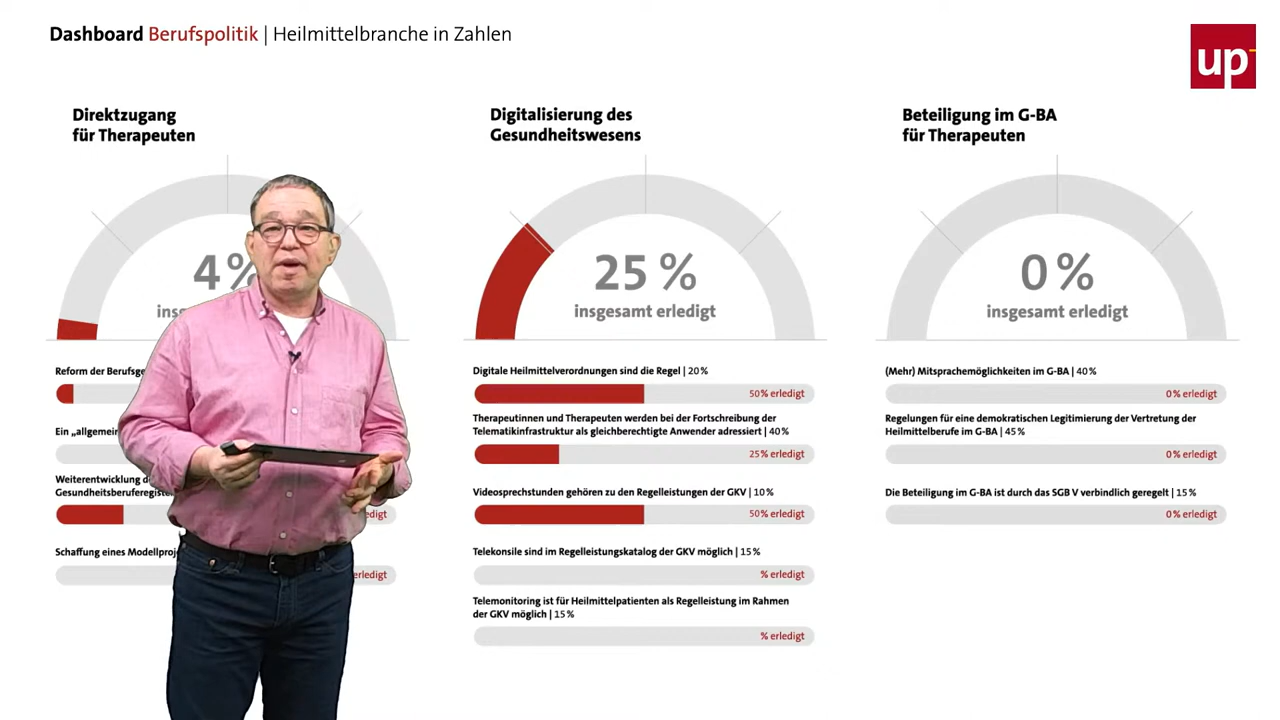 Dashboard Berufspolitik | Heilmittelbranche in Zahlen
up
Direktzugang
für Therapeuten
4%
Reform der
Ein „allgemein
Weiterentwicklung
Schaffung eines
erledigt
Digitalisierung des
Gesundheitswesens
25 %
insgesamt erledigt
Digitale Heilmittelverordnungen sind die Regel | 20%
50% erledigt
Therapeutinnen und Therapeuten werden bei der Fortschreibung der
Telematikinfrastruktur als gleichberechtigte Anwender adressiert | 40%
25% erledigt
Videosprechstunden gehören zu den Regelleistungen der GKV | 10%
50% erledigt
Telekonsile sind im Regelleistungskatalog der GKV möglich | 15%
% erledigt
Telemonitoring ist für Heilmittelpatienten als Regelleistung im Rahmen
der GKV möglich | 15%
% erledigt
Beteiligung im G-BA
für Therapeuten
0%
insgesamt erledigt
(Mehr) Mitsprachemöglichkeiten im G-BA | 40%
0% erledigt
Regelungen für eine demokratischen Legitimierung der Vertretung der
Heilmittelberufe im G-BA | 45%
0% erledigt
Die Beteiligung im G-BA ist durch das SGB V verbindlich geregelt | 15%
0% erledigt